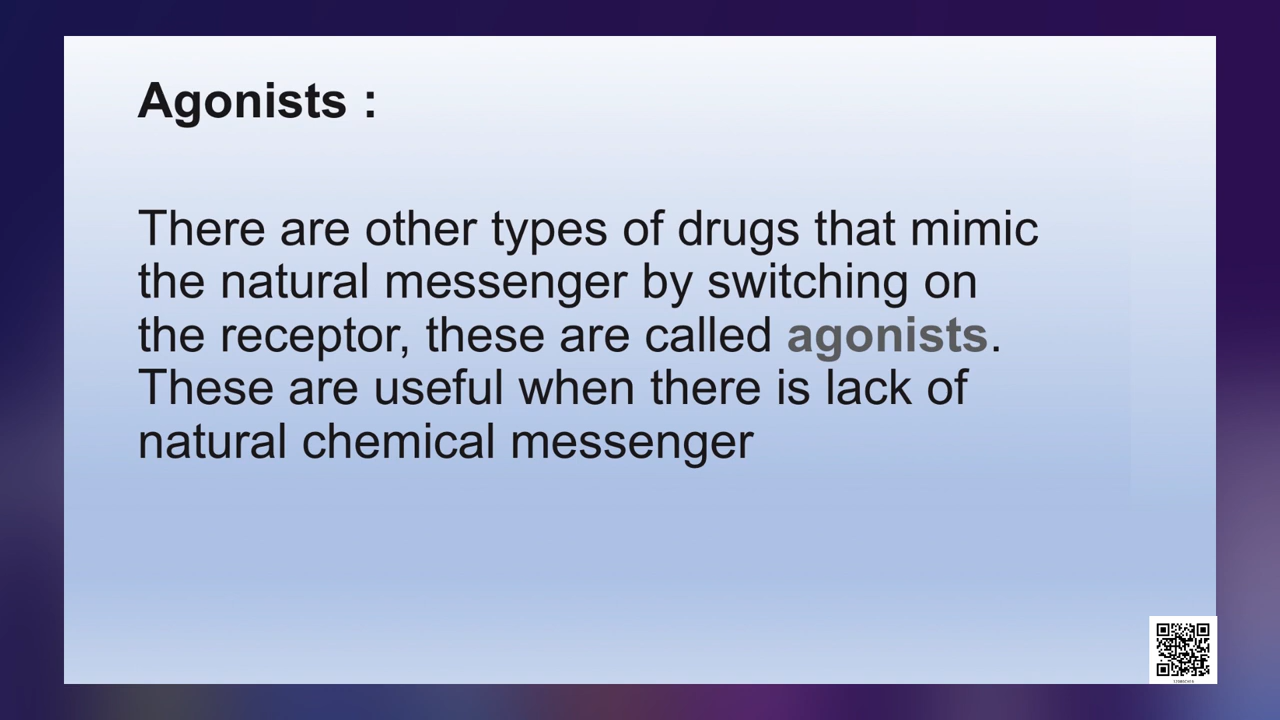 Agonists :
There are other types of drugs that mimic
the natural messenger by switching on
the receptor, these are called agonists.
These are useful when there is lack of
natural chemical messenger